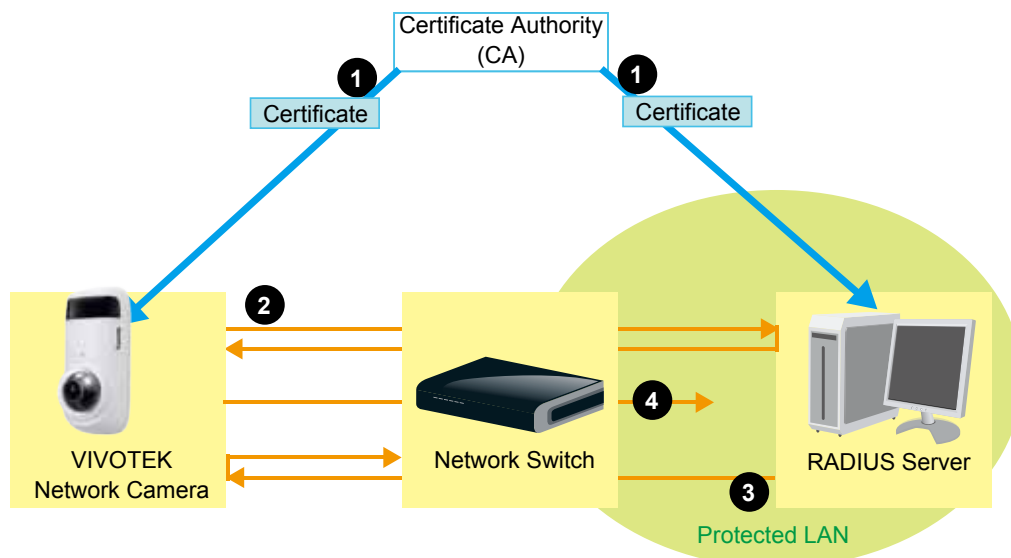 Certificate Authority
(CA)
1
1
Certificate
Certificate
2
4
VIVOTEK
Network Camera
Network Switch
RADIUS Server
3
Protected LAN